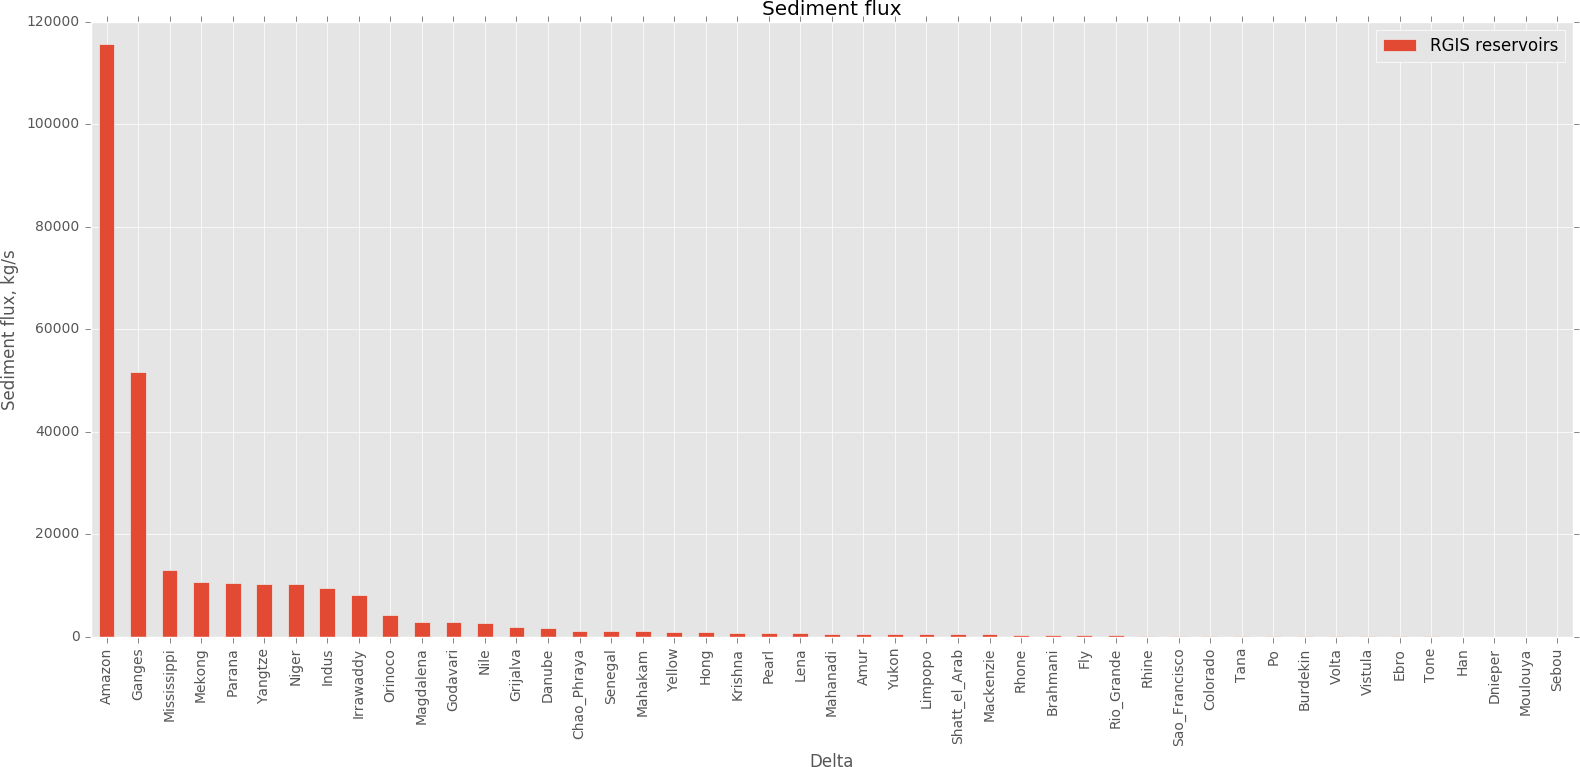 Sediment flux
RGIS reservoirs
Sediment flux, kg/s
120000
100000
80000
60000
40000
20000
0
Amazon
Ganges
Mississippi
Mekong
Parana
Yangtze
Niger
Indus
Irrawaddy
Orinoco
Magdalena
Godavari
Nile
Grijalva
Danube
Chao_Phraya
Senegal
Mahakam
Yellow
Hong
Krishna
Pearl
Lena
Mahanadi
Amur
Yukon
Limpopo
Shatt_el_Arab
Mackenzie
Rhone
Brahmani
Fly
Rio_Grande
Rhine
Sao_Francisco
Colorado
Tana
Po
Burdekin
Volta
Vistula
Ebro
Tone
Han
Dnieper
Moulouya
Sebou
Delta